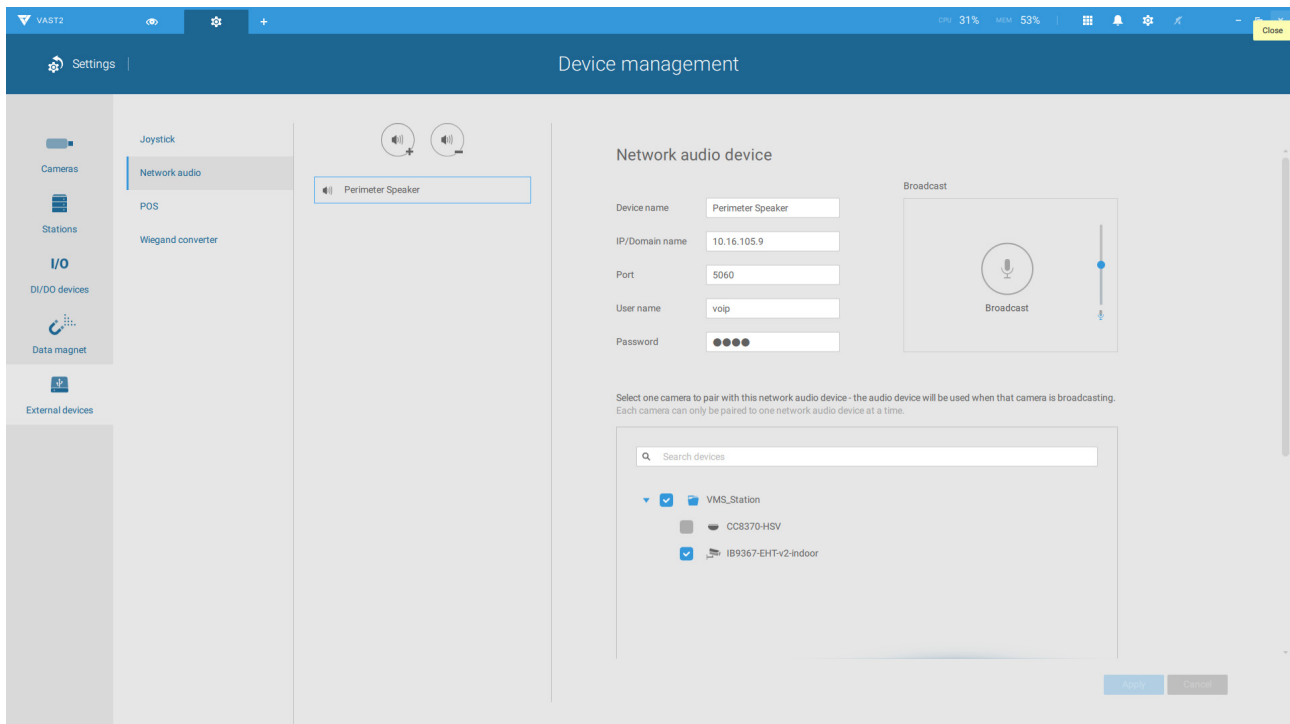 VAST2
+
CPU 31% MEM 53%
Close
Settings
Device management
Cameras
Stations
I/O
DI/DO devices
Data magnet
External devices
Joystick
Network audio
POS
Wiegand converter
Perimeter Speaker
Network audio device
Device name Perimeter Speaker
IP/Domain name 10.16.105.9
Port 5060
User name voip
Password ●●●●
Broadcast
Broadcast
Select one camera to pair with this network audio device - the audio device will be used when that camera is broadcasting.
Each camera can only be paired to one network audio device at a time.
Search devices
VMS_Station
CC8370-HSV
IB9367-EHT-v2-indoor
Apply Cancel